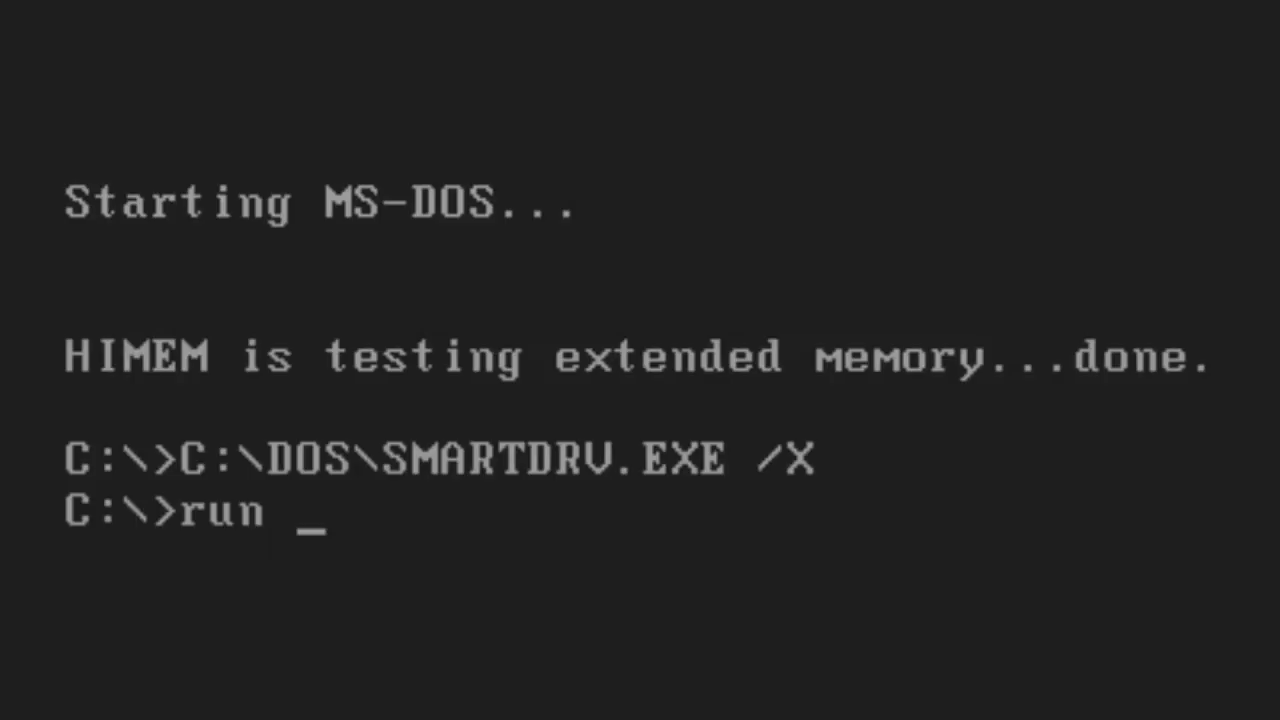 Starting MS-DOS...
HIMEM is testing extended memory...done.
C:\>C:\DOS\SMARTDRV.EXE /X
C:\>run _